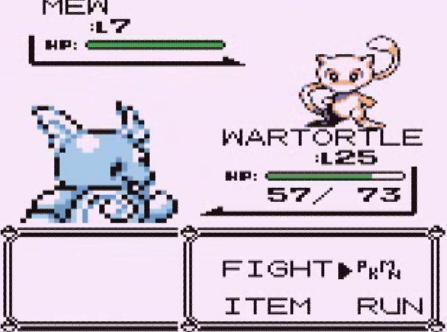 MEW
:L7
HP:
WARTORTLE
:L25
HP:
57/ 73
FIGHT ▶PKMN
ITEM RUN